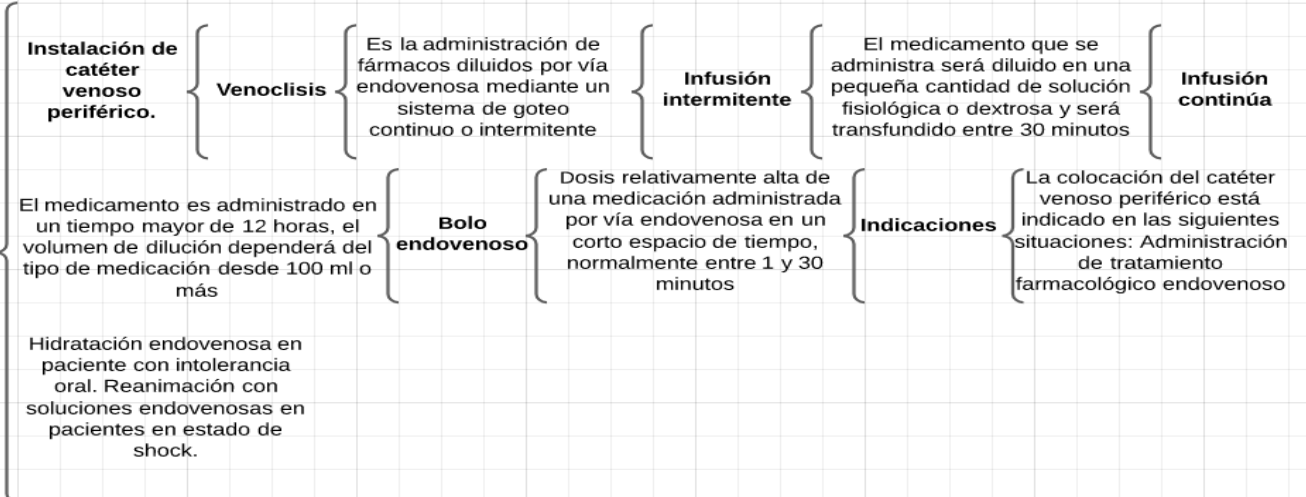 Instalación de
catéter
venoso
periférico.
Venoclisis
Es la administración de
fármacos diluidos por vía
endovenosa mediante un
sistema de goteo
continuo o intermitente
Infusión
intermitente
El medicamento que se
administra será diluido en una
pequeña cantidad de solución
fisiológica o dextrosa y será
transfundido entre 30 minutos
Infusión
continúa
El medicamento es administrado en
un tiempo mayor de 12 horas, el
volumen de dilución dependerá del
tipo de medicación desde 100 ml o
más
Bolo
endovenoso
Dosis relativamente alta de
una medicación administrada
por vía endovenosa en un
corto espacio de tiempo,
normalmente entre 1 y 30
minutos
Indicaciones
La colocación del catéter
venoso periférico está
indicado en las siguientes
situaciones: Administración
de tratamiento
farmacológico endovenoso
Hidratación endovenosa en
paciente con intolerancia
oral. Reanimación con
soluciones endovenosas en
pacientes en estado de
shock.